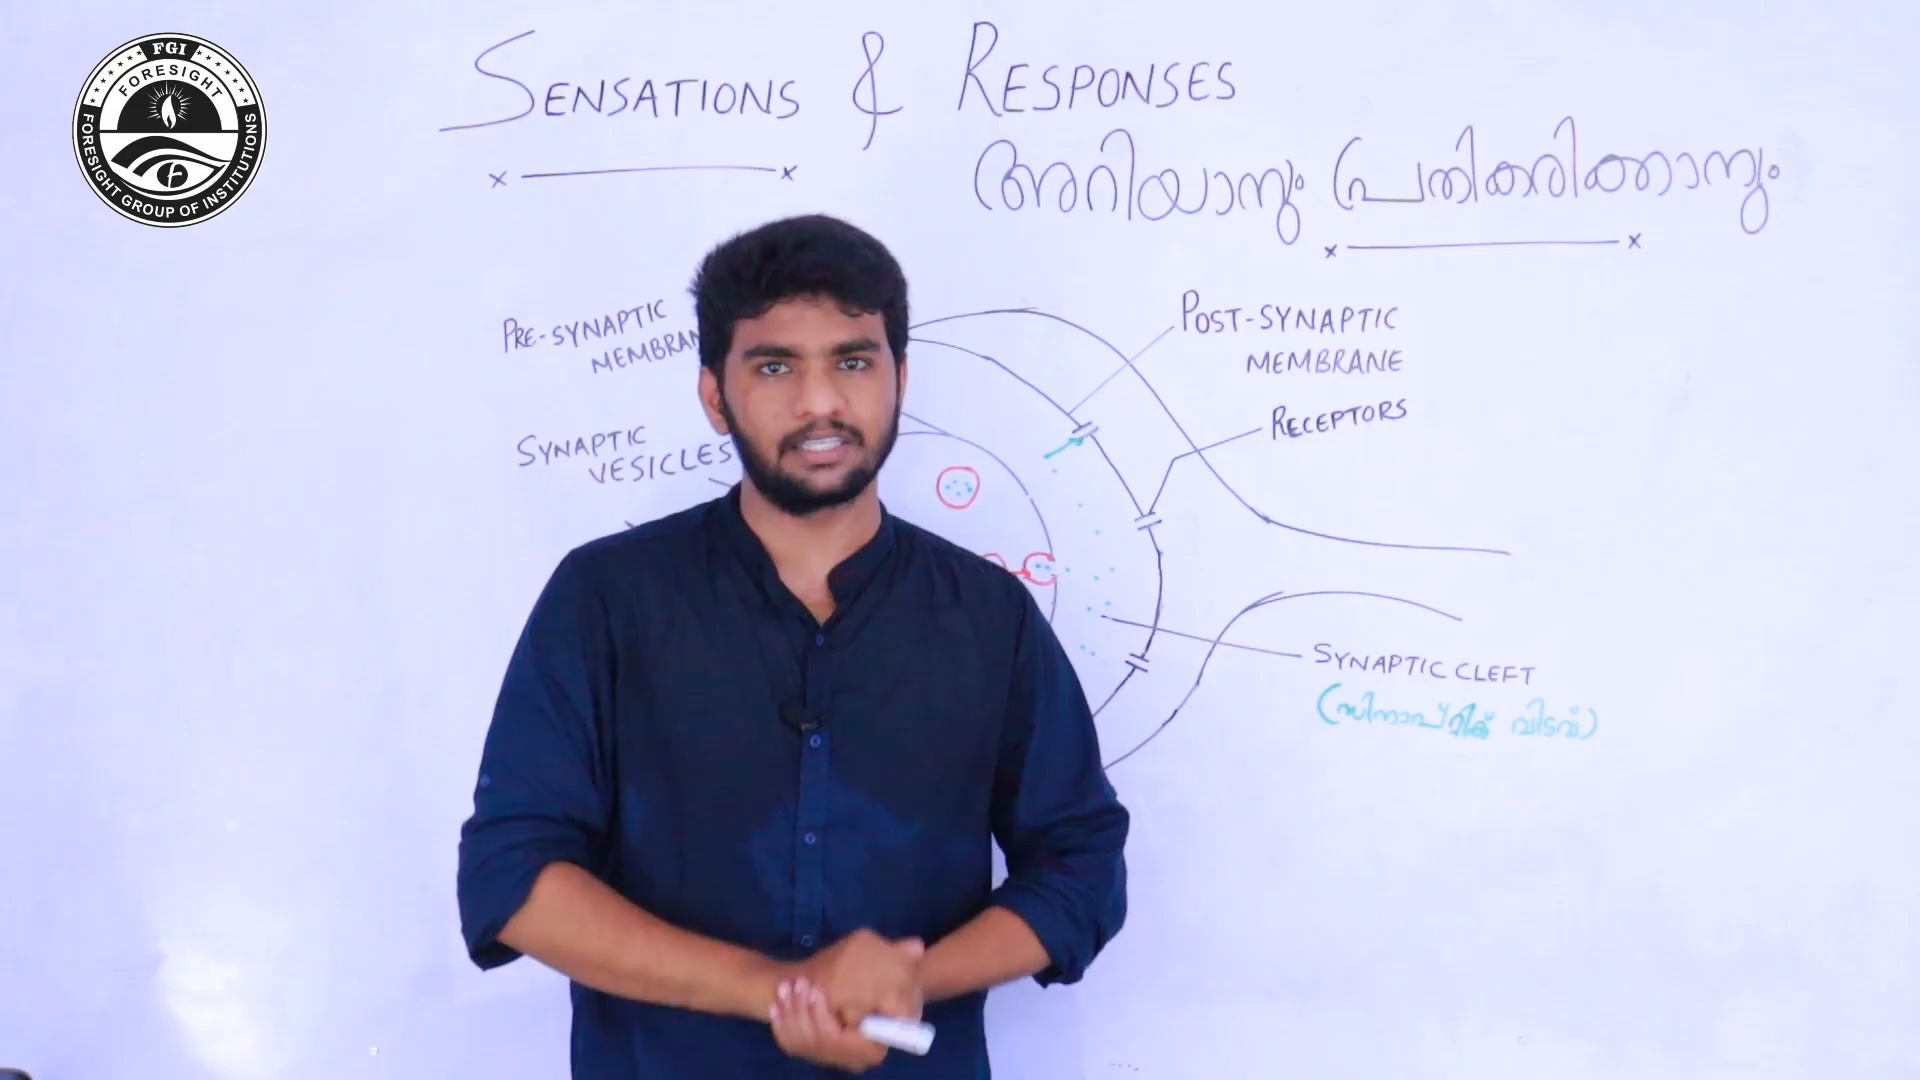 FGI
FORESIGHT
FORESIGHT GROUP OF INSTITUTIONS
SENSATIONS & RESPONSES
അറിയാനും പ്രതികരിക്കാനും
PRE-SYNAPTIC
MEMBRAN
SYNAPTIC
VESICLES
POST-SYNAPTIC
MEMBRANE
RECEPTORS
SYNAPTIC CLEFT
(സിനാപ്റ്റിക് വിടവ്)